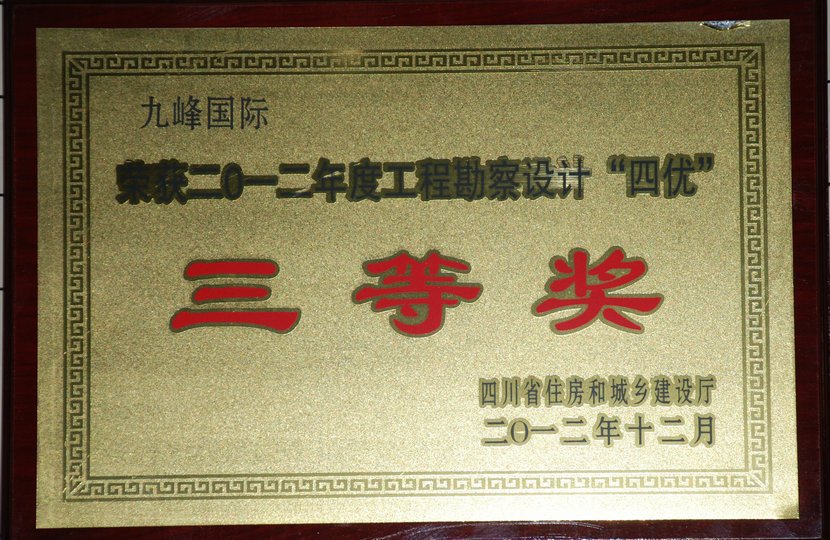 九峰国际
荣获二〇一二年度工程勘察设计“四优”
三等奖
四川省住房和城乡建设厅
二〇一二年十二月